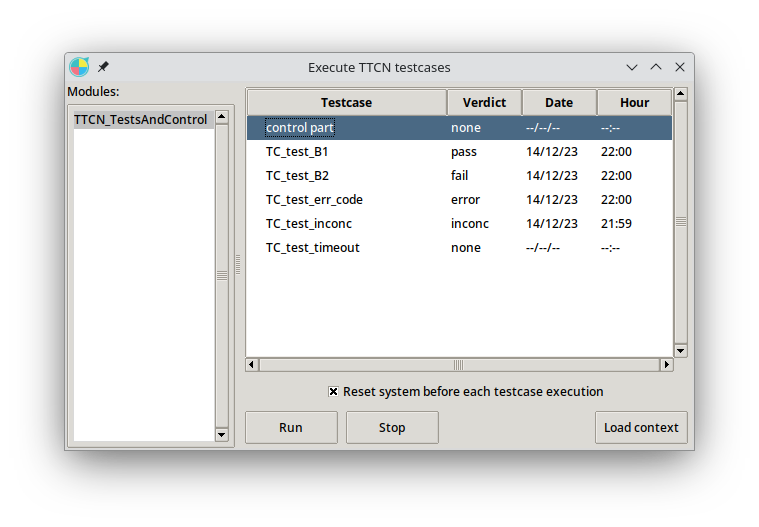 Execute TTCN testcases
Modules:
TTCN_TestsAndControl
Testcase Verdict Date Hour
control part none --/--/-- --:--
TC_test_B1 pass 14/12/23 22:00
TC_test_B2 fail 14/12/23 22:00
TC_test_err_code error 14/12/23 22:00
TC_test_inconc inconc 14/12/23 21:59
TC_test_timeout none --/--/-- --:--
Reset system before each testcase execution
Run Stop Load context